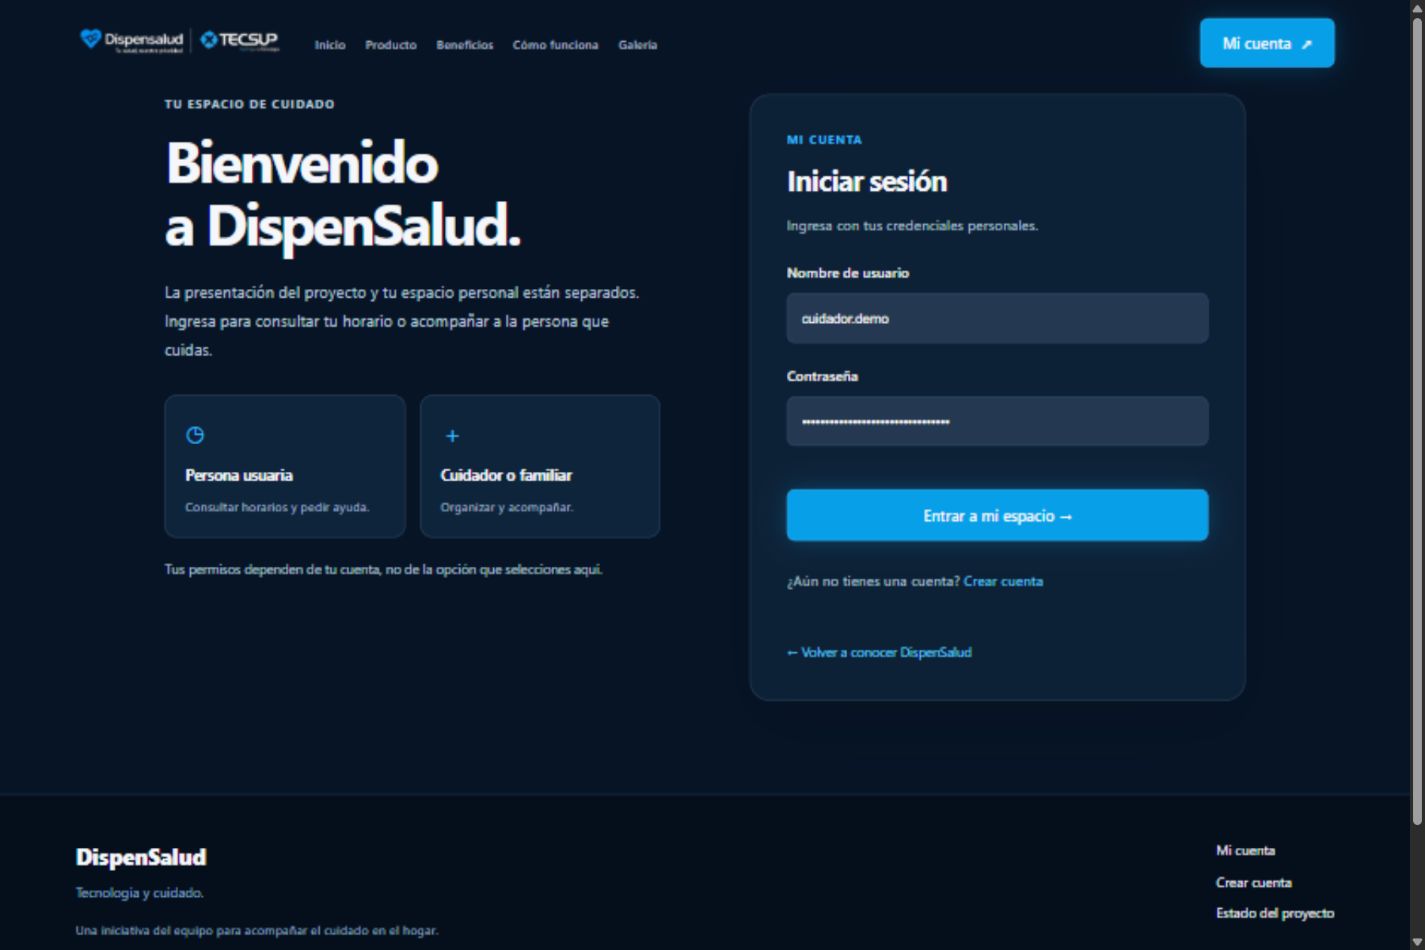 Dispensalud
TECSUP
Inicio
Producto
Beneficios
Cómo funciona
Galería
Mi cuenta ↗
TU ESPACIO DE CUIDADO
Bienvenido
a DispenSalud.
La presentación del proyecto y tu espacio personal están separados.
Ingresa para consultar tu horario o acompañar a la persona que
cuidas.
Persona usuaria
Consultar horarios y pedir ayuda.
+
Cuidador o familiar
Organizar y acompañar.
Tus permisos dependen de tu cuenta, no de la opción que selecciones aquí.
MI CUENTA
Iniciar sesión
Ingresa con tus credenciales personales.
Nombre de usuario
cuidador.demo
Contraseña
Entrar a mi espacio →
¿Aún no tienes una cuenta? Crear cuenta
← Volver a conocer DispenSalud
DispenSalud
Tecnología y cuidado.
Una iniciativa del equipo para acompañar el cuidado en el hogar.
Mi cuenta
Crear cuenta
Estado del proyecto